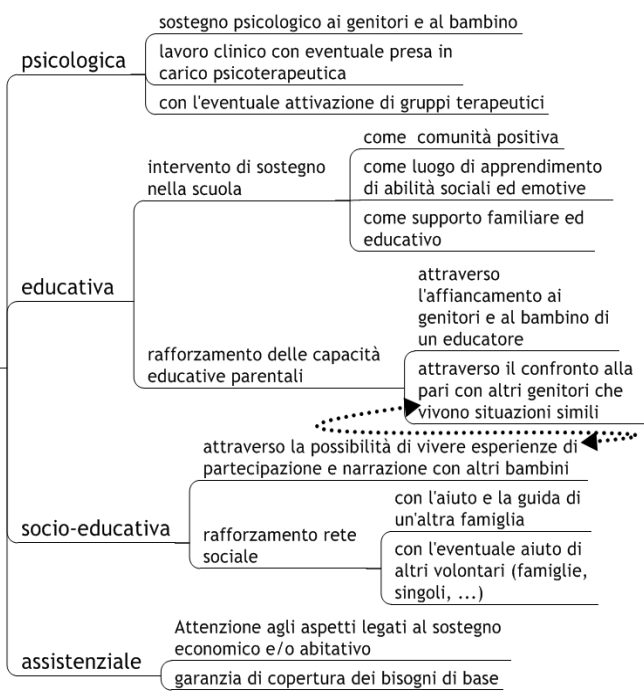 psicologica
sostegno psicologico ai genitori e al bambino
lavoro clinico con eventuale presa in
carico psicoterapeutica
con l'eventuale attivazione di gruppi terapeutici
educativa
intervento di sostegno
nella scuola
come comunità positiva
come luogo di apprendimento
di abilità sociali ed emotive
come supporto familiare ed
educativo
rafforzamento delle capacità
educative parentali
attraverso
l'affiancamento ai
genitori e al bambino di
un educatore
attraverso il confronto alla
pari con altri genitori che
vivono situazioni simili
socio-educativa
attraverso la possibilità di vivere esperienze di
partecipazione e narrazione con altri bambini
rafforzamento rete
sociale
con l'aiuto e la guida di
un'altra famiglia
con l'eventuale aiuto di
altri volontari (famiglie,
singoli, ...)
assistenziale
Attenzione agli aspetti legati al sostegno
economico e/o abitativo
garanzia di copertura dei bisogni di base